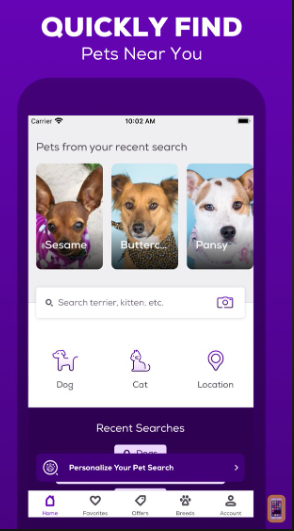 QUICKLY FIND
Pets Near You
Carrier 10:02 AM
Pets from your recent search
Sesame Butterc... Pansy
Search terrier, kitten, etc.
Dog Cat Location
Recent Searches
Dogs
Personalize Your Pet Search
Home Favorites Offers Breeds Account